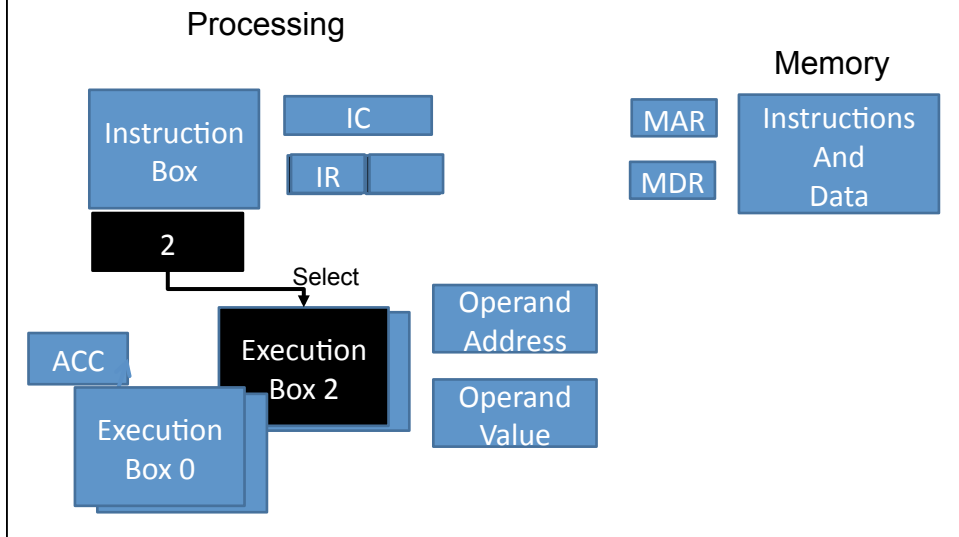 Processing
Memory
Instruction
Box
IC
IR
MAR
MDR
Instructions
And
Data
2
Select
Operand
Address
ACC
Execution
Box 2
Operand
Value
Execution
Box 0